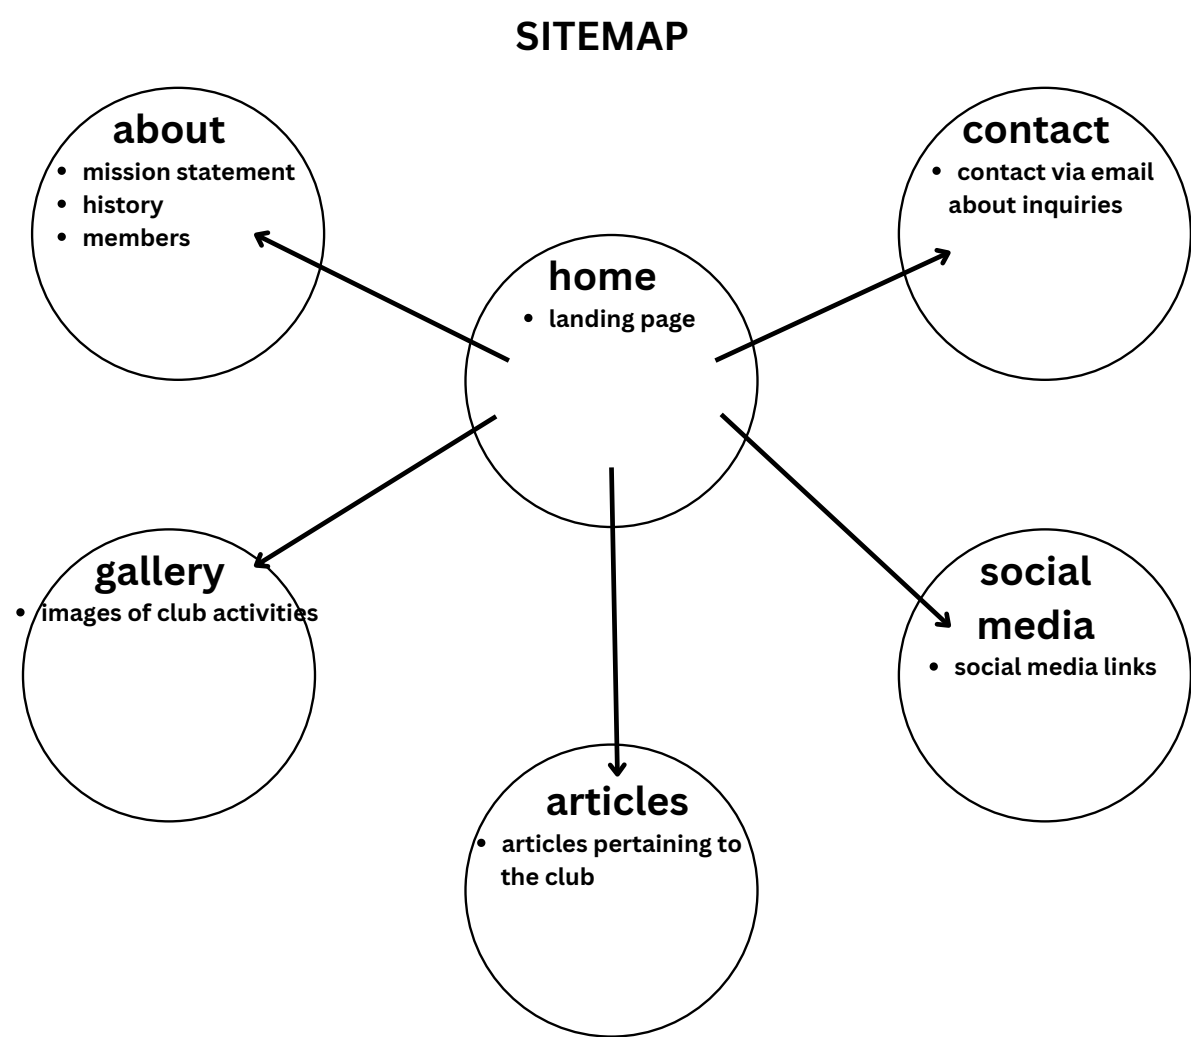 SITEMAP
about
• mission statement
• history
• members
contact
• contact via email
about inquiries
home
• landing page
gallery
• images of club activities
social
media
• social media links
articles
• articles pertaining to
the club